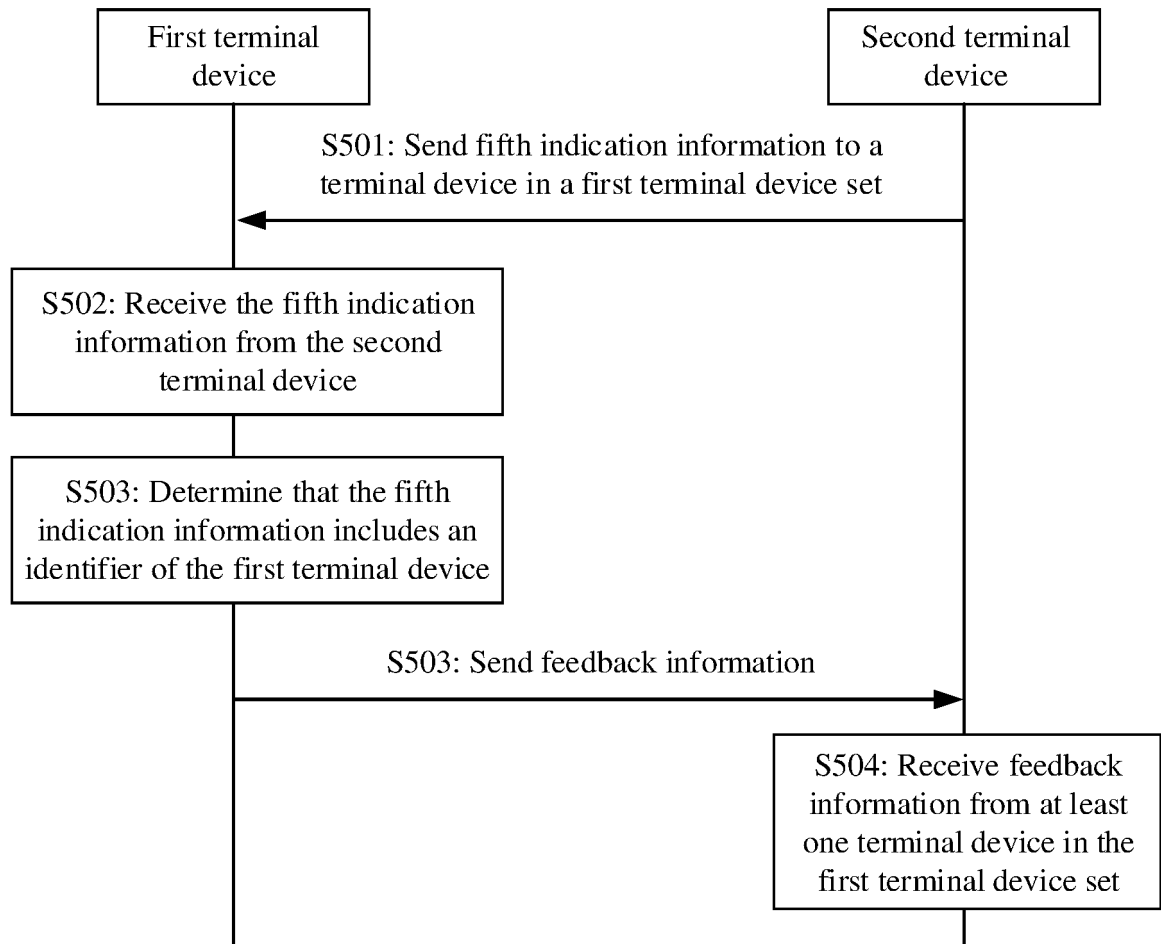 First terminal
device
Second terminal
device
S501: Send fifth indication information to a
terminal device in a first terminal device set
S502: Receive the fifth indication
information from the second
terminal device
S503: Determine that the fifth
indication information includes an
identifier of the first terminal device
S503: Send feedback information
S504: Receive feedback
information from at least
one terminal device in the
first terminal device set